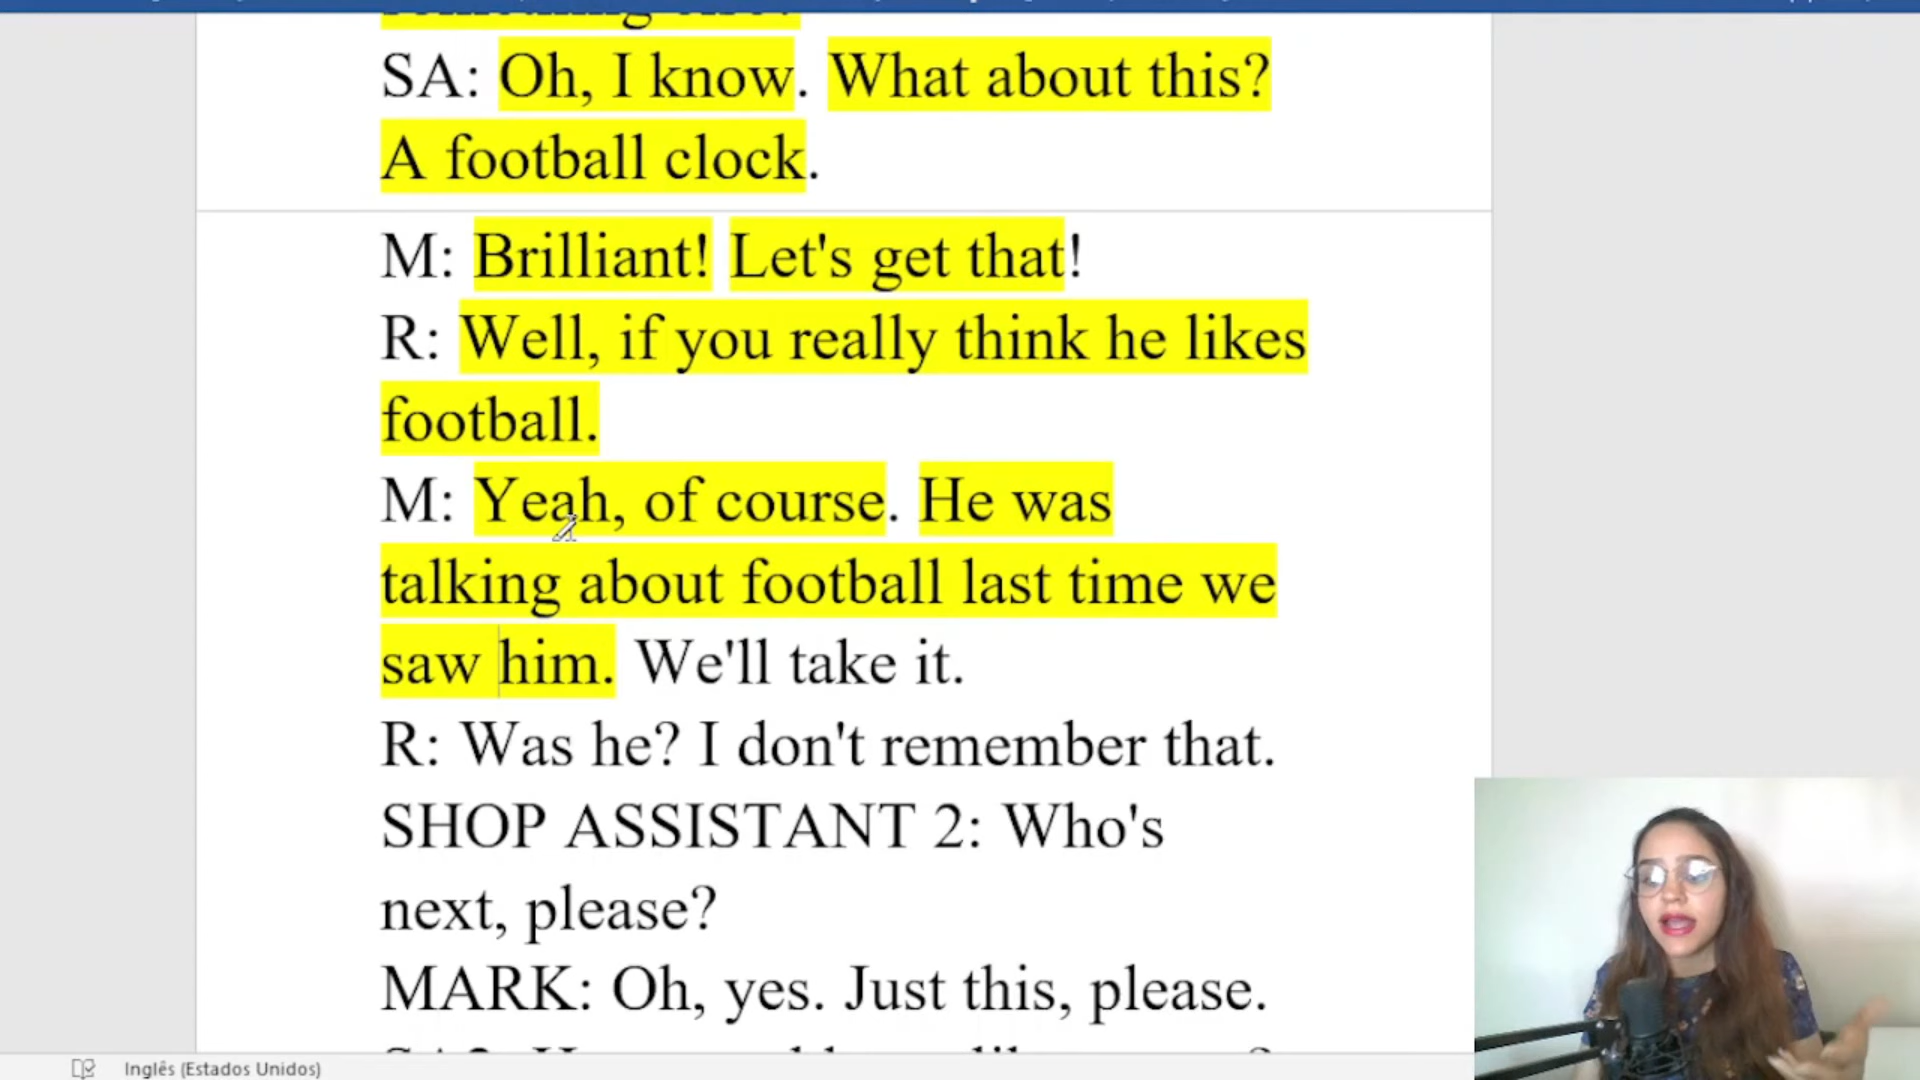 SA: Oh, I know. What about this?
A football clock.
M: Brilliant! Let's get that!
R: Well, if you really think he likes
football.
M: Yeah, of course. He was
talking about football last time we
saw him. We'll take it.
R: Was he? I don't remember that.
SHOP ASSISTANT 2: Who's
next, please?
MARK: Oh, yes. Just this, please.
Inglês (Estados Unidos)